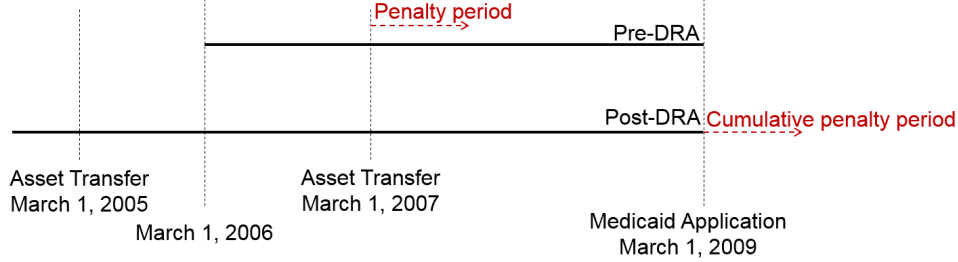 Penalty period
Pre-DRA
Post-DRA
Cumulative penalty period
Asset Transfer
March 1, 2005
March 1, 2006
Asset Transfer
March 1, 2007
Medicaid Application
March 1, 2009